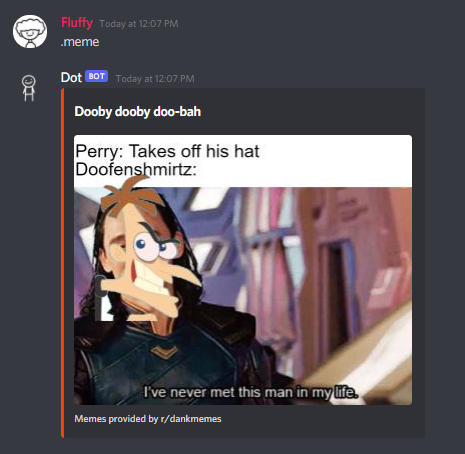 Fluffy Today at 12:07 PM
.meme
Dot BOT Today at 12:07 PM
Dooby dooby doo-bah
Perry: Takes off his hat
Doofenshmirtz:
I've never met this man in my life.
Memes provided by r/dankmemes